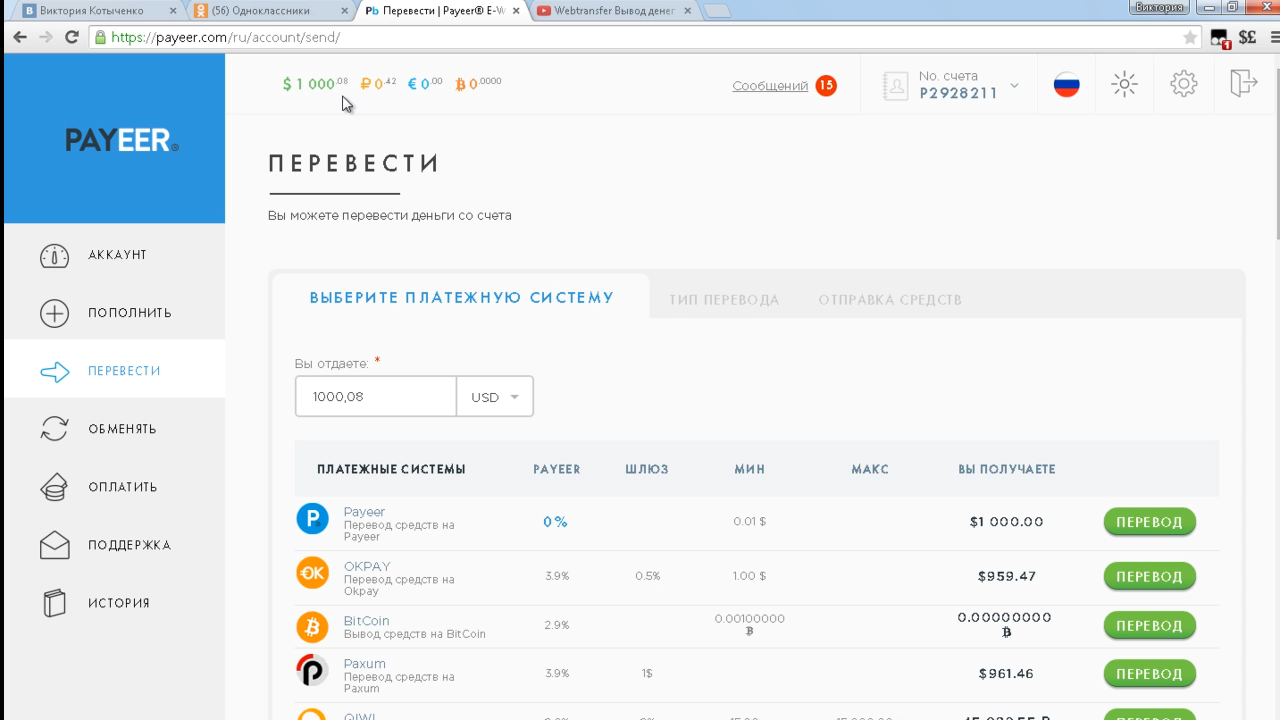 Виктория Котыченко
(56) Одноклассники
Перевести | Payeer® E-W
Webtransfer Вывод денег
Виктория
https://payeer.com/ru/account/send/
$£
1
$ 1 000.08 ₽ 0.42 € 0.00 ฿ 0.0000
Сообщений 15
No. счета
P2928211
PAYEER®
ПЕРЕВЕСТИ
Вы можете перевести деньги со счета
АККАУНТ
ПОПОЛНИТЬ
ПЕРЕВЕСТИ
ОБМЕНЯТЬ
ОПЛАТИТЬ
ПОДДЕРЖКА
ИСТОРИЯ
ВЫБЕРИТЕ ПЛАТЕЖНУЮ СИСТЕМУ ТИП ПЕРЕВОДА ОТПРАВКА СРЕДСТВ
Вы отдаете: *
1000,08 USD
ПЛАТЕЖНЫЕ СИСТЕМЫ PAYEER ШЛЮЗ МИН МАКС ВЫ ПОЛУЧАЕТЕ
Payeer
Перевод средств на
Payeer
0% 0.01 $ $1 000.00 ПЕРЕВОД
OKPAY
Перевод средств на
Okpay
3.9% 0.5% 1.00 $ $959.47 ПЕРЕВОД
BitCoin
Вывод средств на BitCoin
2.9% 0.00100000 ฿ 0.00000000 ฿ ПЕРЕВОД
Paxum
Перевод средств на
Paxum
3.9% 1$ $961.46 ПЕРЕВОД
QIWI